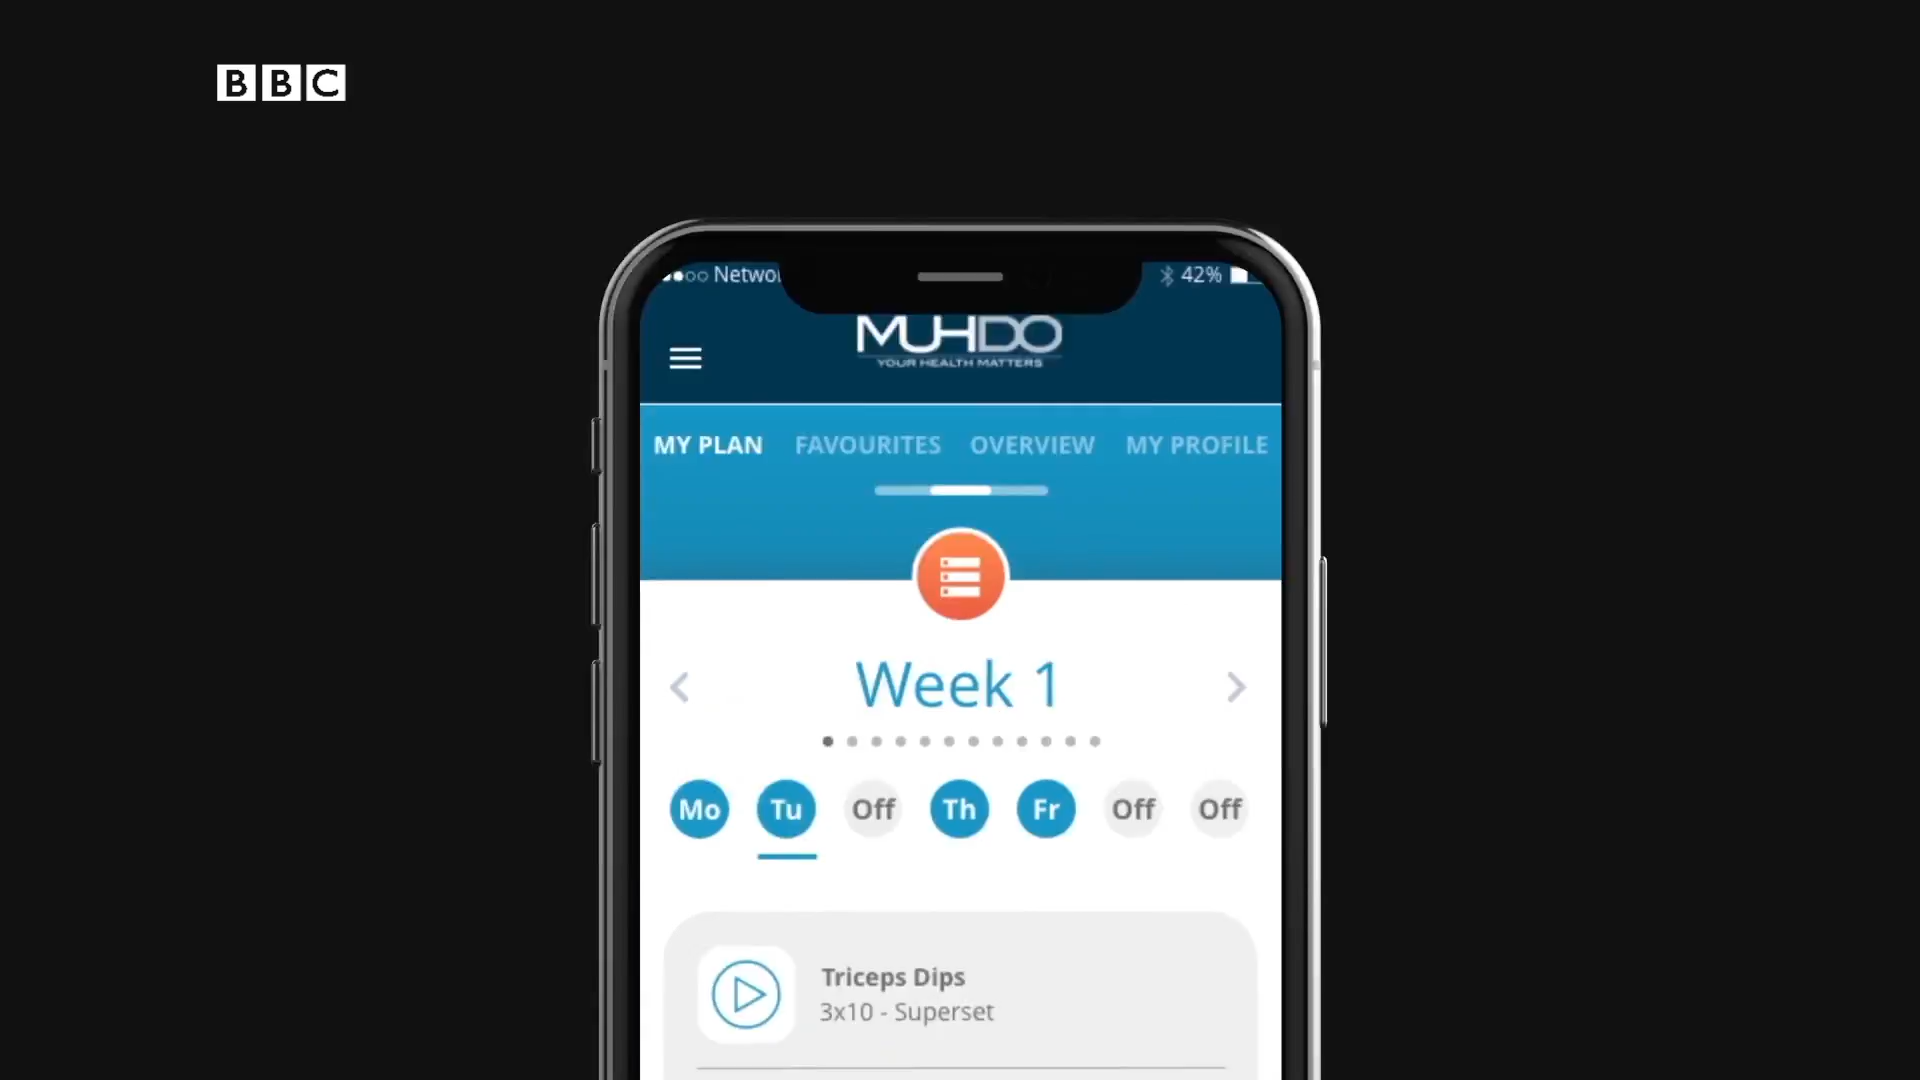 BBC
Netwo 42%
MUHDO
YOUR HEALTH MATTERS
MY PLAN FAVOURITES OVERVIEW MY PROFILE
Week 1
Mo Tu Off Th Fr Off Off
Triceps Dips
3x10 - Superset